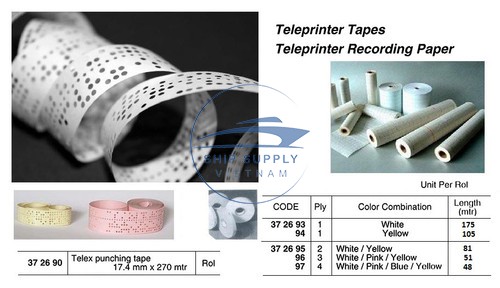 Teleprinter Tapes
Teleprinter Recording Paper
SHIP SUPPLY
VIETNAM
Unit Per Rol
CODE Ply Color Combination Length (mtr)
37 26 93 1 White 175
94 1 Yellow 105
37 26 95 2 White / Yellow 81
96 3 White / Pink / Yellow 51
97 4 White / Pink / Blue / Yellow 48
37 26 90 Telex punching tape Rol
17.4 mm x 270 mtr